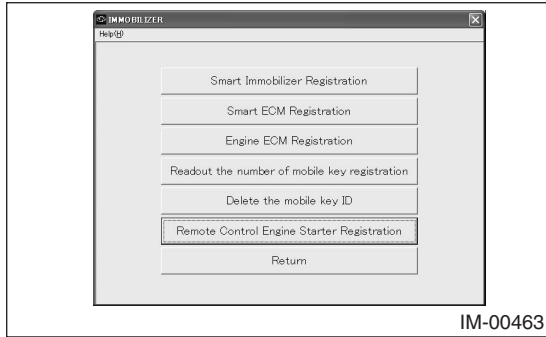 IMMOBILIZER
Help(H)
Smart Immobilizer Registration
Smart ECM Registration
Engine ECM Registration
Readout the number of mobile key registration
Delete the mobile key ID
Remote Control Engine Starter Registration
Return
IM-00463